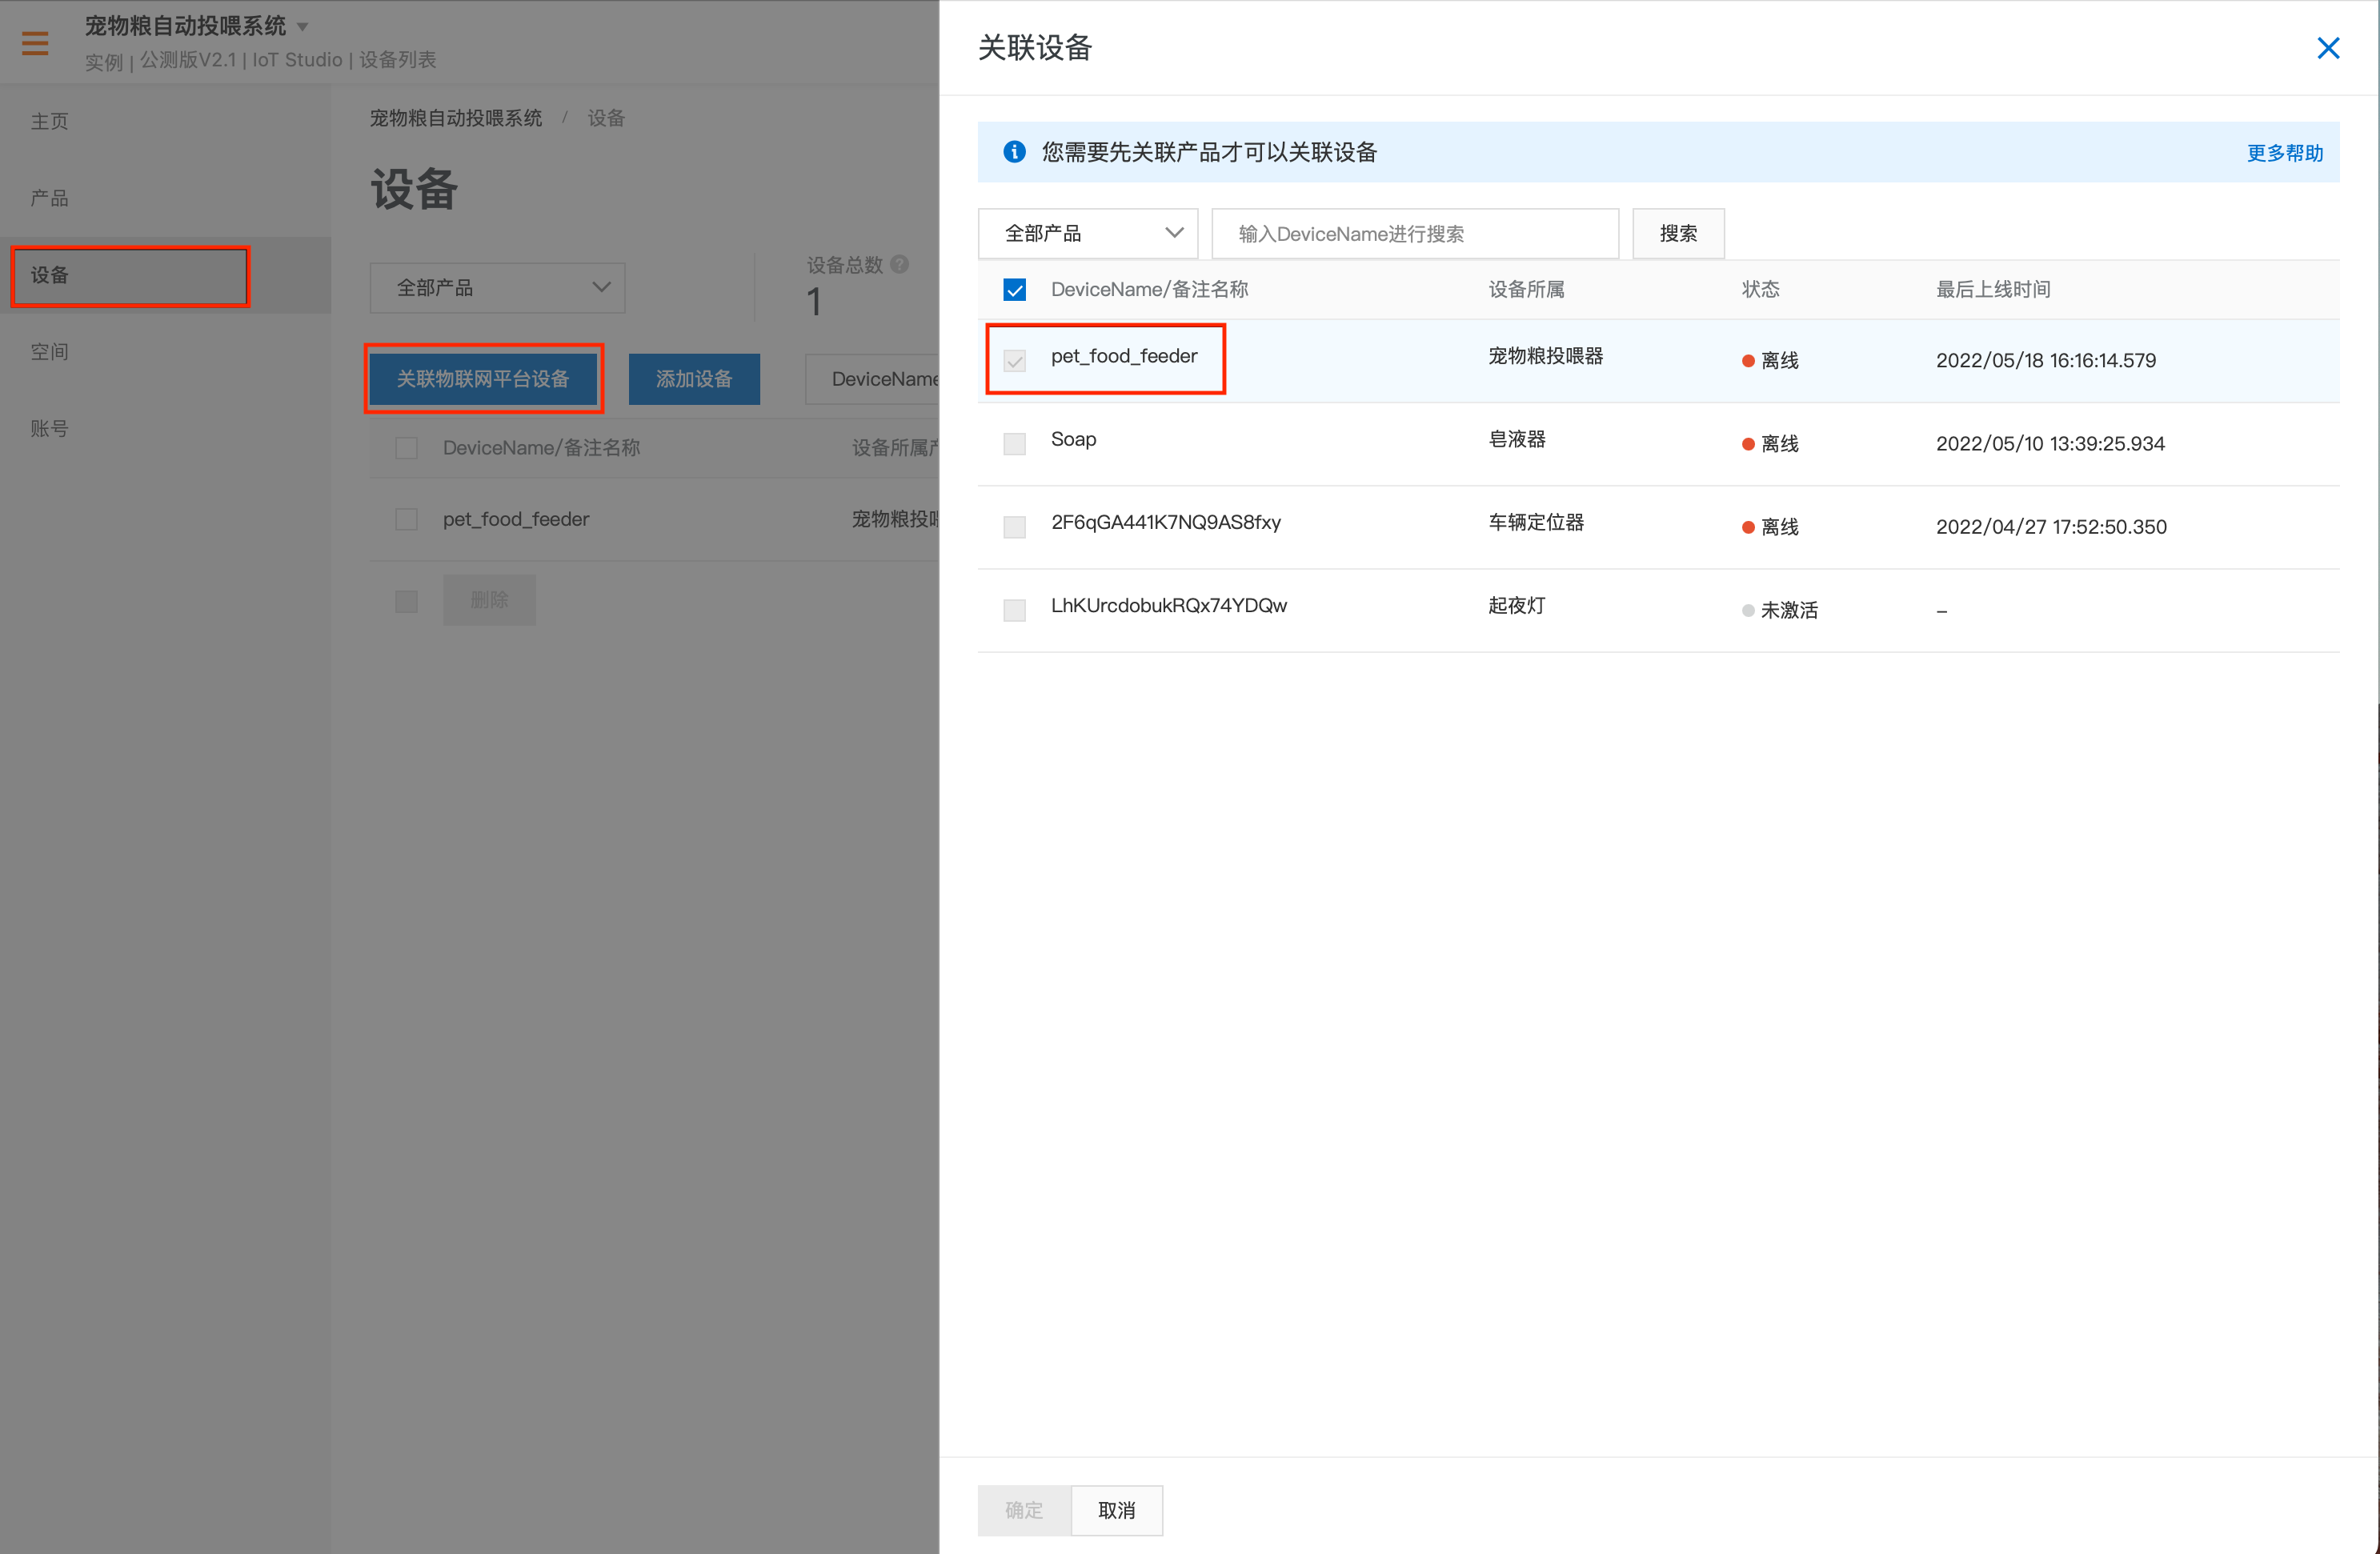 宠物粮自动投喂系统
实例 | 公测版V2.1 | IoT Studio | 设备列表
主页
产品
设备
空间
账号
宠物粮自动投喂系统 / 设备
设备
全部产品
设备总数 ?
1
关联物联网平台设备 添加设备 DeviceName
DeviceName/备注名称 设备所属产
pet_food_feeder 宠物粮投喂
删除
关联设备
您需要先关联产品才可以关联设备 更多帮助
全部产品 输入DeviceName进行搜索 搜索
DeviceName/备注名称 设备所属 状态 最后上线时间
pet_food_feeder 宠物粮投喂器 离线 2022/05/18 16:16:14.579
Soap 皂液器 离线 2022/05/10 13:39:25.934
2F6qGA441K7NQ9AS8fxy 车辆定位器 离线 2022/04/27 17:52:50.350
LhKUrcdobukRQx74YDQw 起夜灯 未激活 –
确定 取消